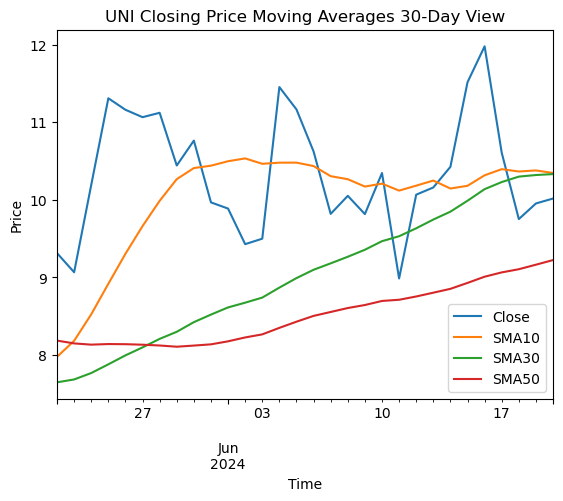 UNI Closing Price Moving Averages 30-Day View
12
11
10
9
8
Price
Close
SMA10
SMA30
SMA50
27
03
10
17
Jun
2024
Time